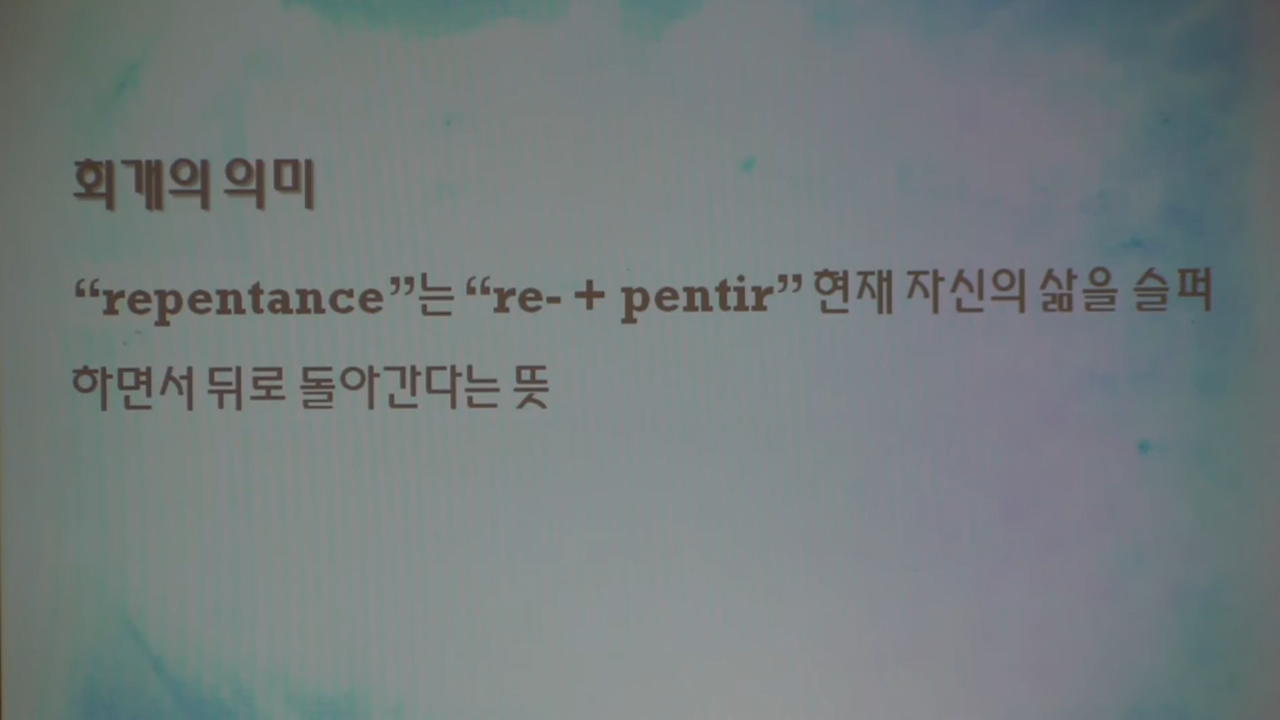 회개의 의미
“repentance”는 “re- + pentir” 현재 자신의 삶을 슬퍼
하면서 뒤로 돌아간다는 뜻